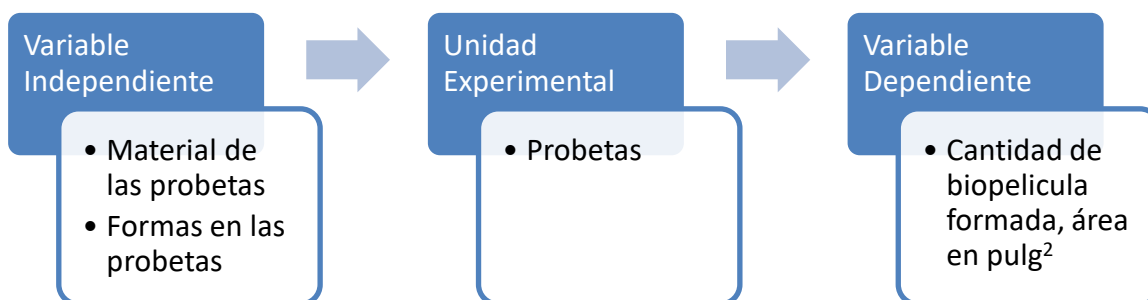 Variable
Independiente
• Material de
las probetas
• Formas en las
probetas
Unidad
Experimental
• Probetas
Variable
Dependiente
• Cantidad de
biopelicula
formada, área
en pulg²